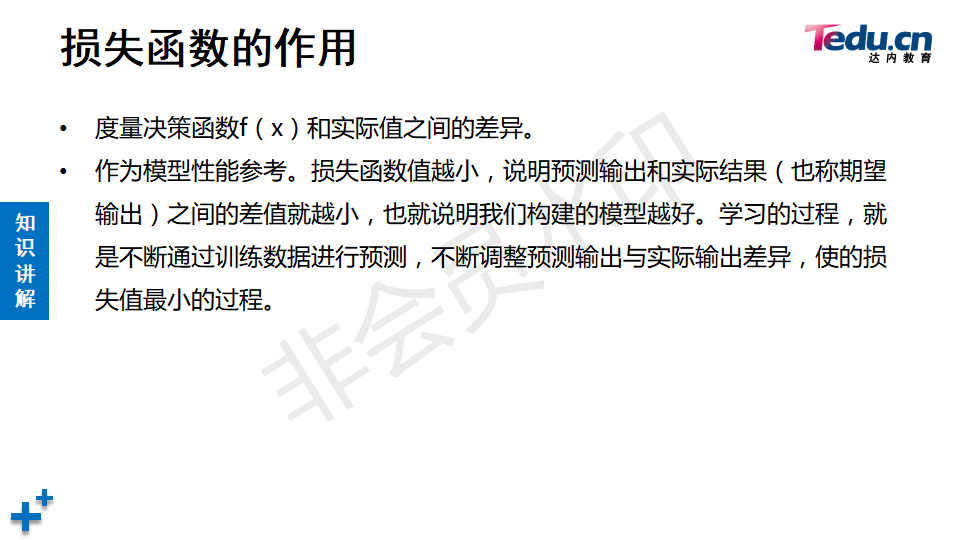 损失函数的作用
Tedu.cn
达内教育
• 度量决策函数f（x）和实际值之间的差异。
• 作为模型性能参考。损失函数值越小，说明预测输出和实际结果（也称期望
输出）之间的差值就越小，也就说明我们构建的模型越好。学习的过程，就
是不断通过训练数据进行预测，不断调整预测输出与实际输出差异，使的损
失值最小的过程。
知
识
讲
解
非会员水印